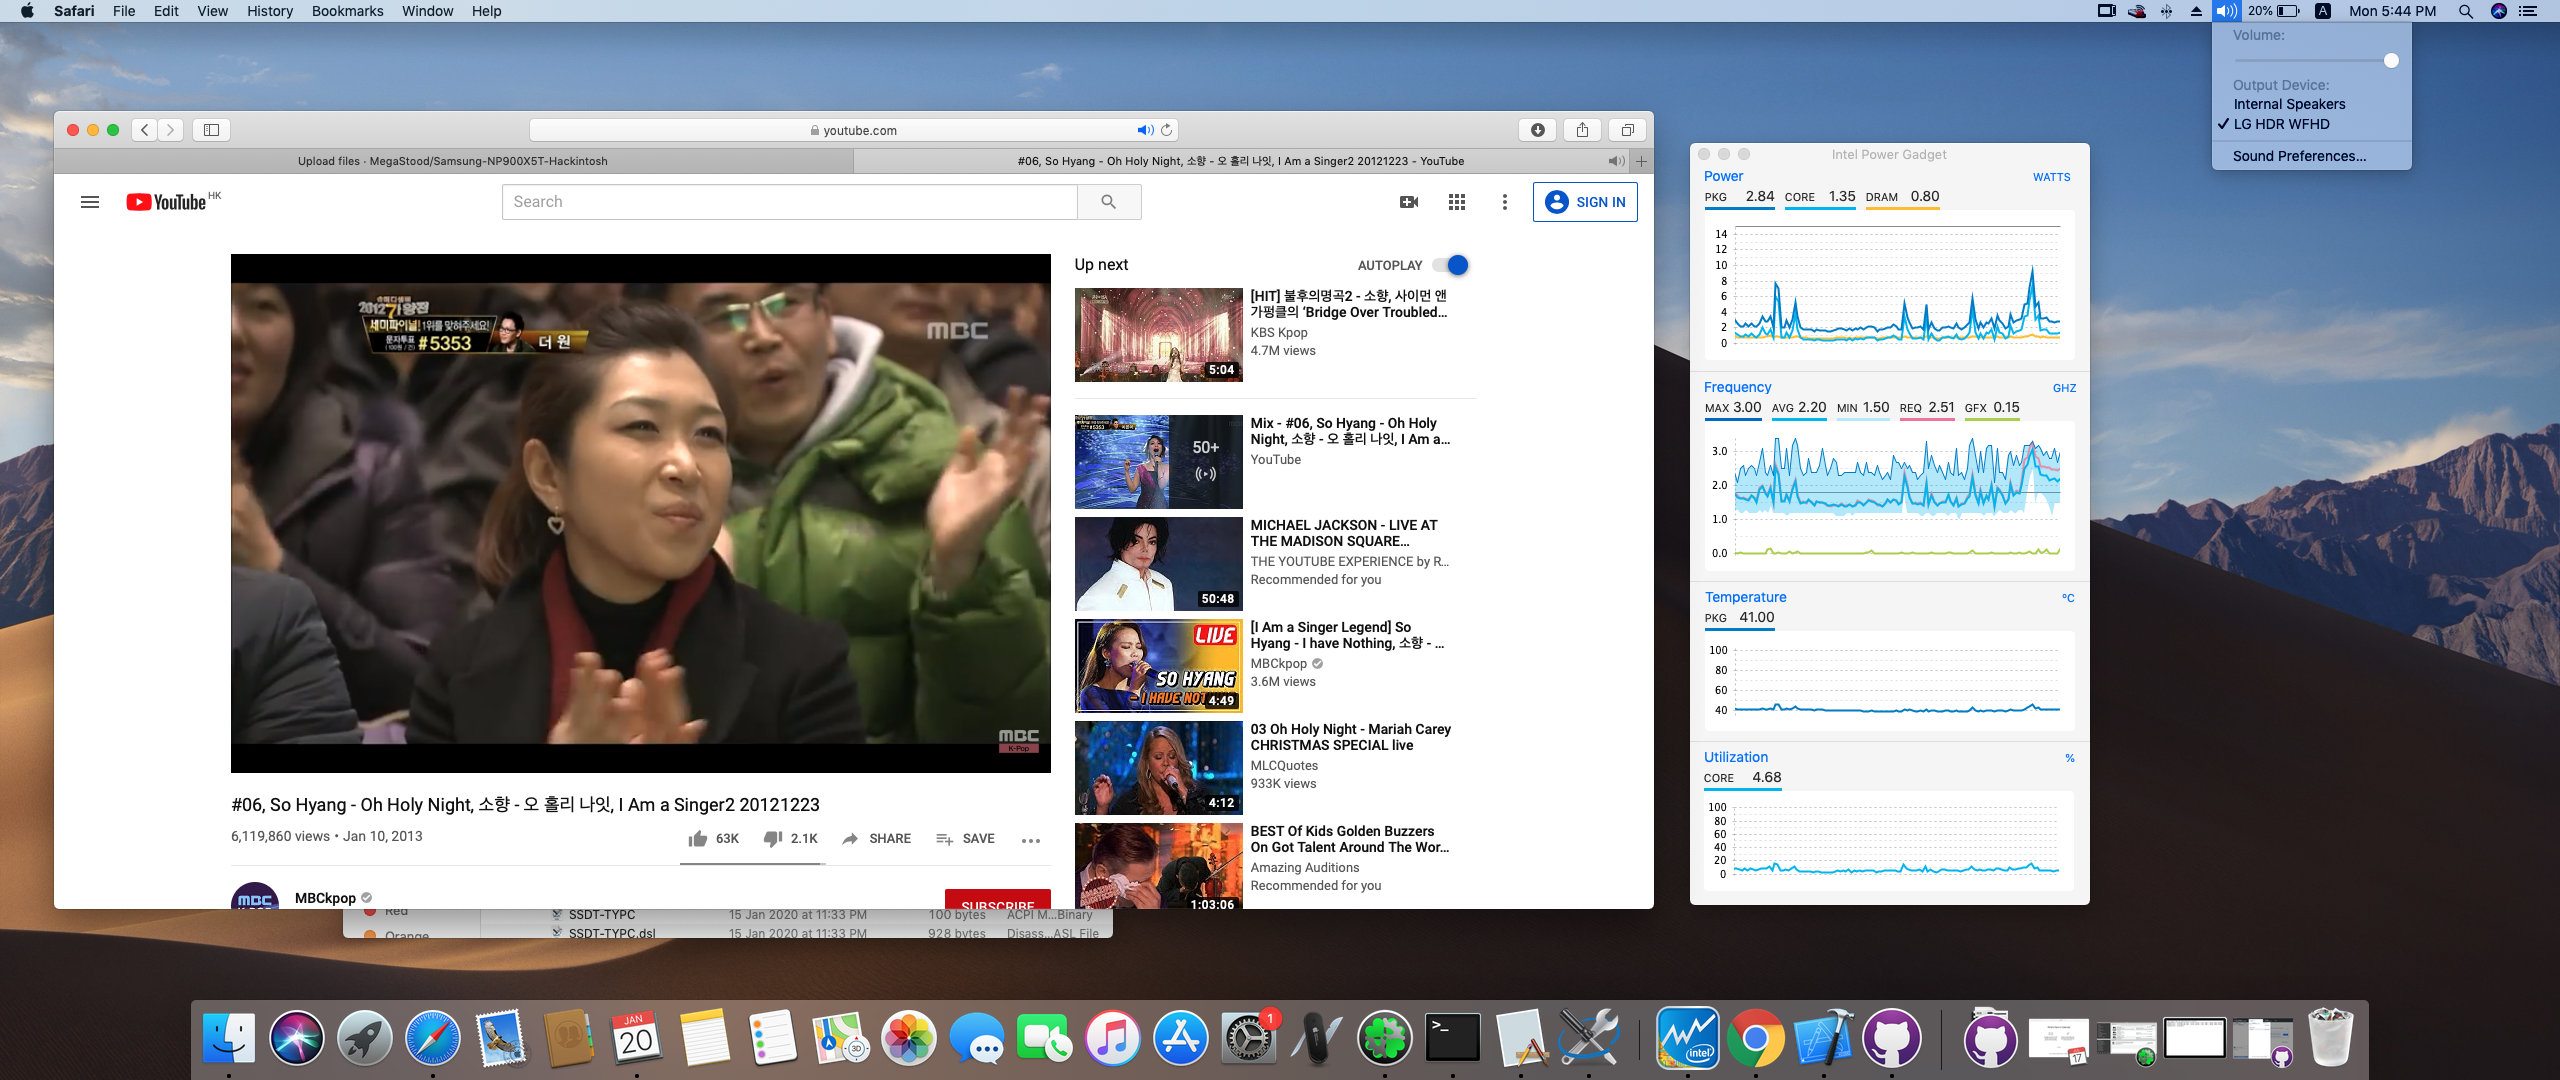 Safari File Edit View History Bookmarks Window Help
20% A Mon 5:44 PM
Volume:
Output Device:
Internal Speakers
✓ LG HDR WFHD
Sound Preferences...
youtube.com
Upload files · MegaStood/Samsung-NP900X5T-Hackintosh
#06, So Hyang - Oh Holy Night, 소향 - 오 홀리 나잇, I Am a Singer2 20121223 - YouTube
YouTube HK
Search
SIGN IN
2012 가왕전
세미파이널! 1위를 맞혀주세요!
문자투표 #5353
(100원 / 건)
더 원
MBC
MBC
K-Pop
#06, So Hyang - Oh Holy Night, 소향 - 오 홀리 나잇, I Am a Singer2 20121223
6,119,860 views • Jan 10, 2013
63K 2.1K SHARE SAVE
MBC
MBCkpop
SUBSCRIBE
Up next AUTOPLAY
5:04
[HIT] 불후의명곡2 - 소향, 사이먼 앤
가펑클의 ‘Bridge Over Troubled...
KBS Kpop
4.7M views
50+
Mix - #06, So Hyang - Oh Holy
Night, 소향 - 오 홀리 나잇, I Am a...
YouTube
50:48
MICHAEL JACKSON - LIVE AT
THE MADISON SQUARE...
THE YOUTUBE EXPERIENCE by R...
Recommended for you
LIVE
SO HYANG
- I HAVE NOT
4:49
[I Am a Singer Legend] So
Hyang - I have Nothing, 소향 - ...
MBCkpop
3.6M views
4:12
03 Oh Holy Night - Mariah Carey
CHRISTMAS SPECIAL live
MLCQuotes
933K views
1:03:06
BEST Of Kids Golden Buzzers
On Got Talent Around The Wor...
Amazing Auditions
Recommended for you
Red
Orange
SSDT-TYPC 15 Jan 2020 at 11:33 PM 100 bytes ACPI M...Binary
SSDT-TYPC.dsl 15 Jan 2020 at 11:33 PM 928 bytes Disass...ASL File
Intel Power Gadget
Power WATTS
PKG 2.84 CORE 1.35 DRAM 0.80
14
12
10
8
6
4
2
0
Frequency GHZ
MAX 3.00 AVG 2.20 MIN 1.50 REQ 2.51 GFX 0.15
3.0
2.0
1.0
0.0
Temperature ºC
PKG 41.00
100
80
60
40
Utilization %
CORE 4.68
100
80
60
40
20
0
JAN
20
3D
1
>_
intel
17